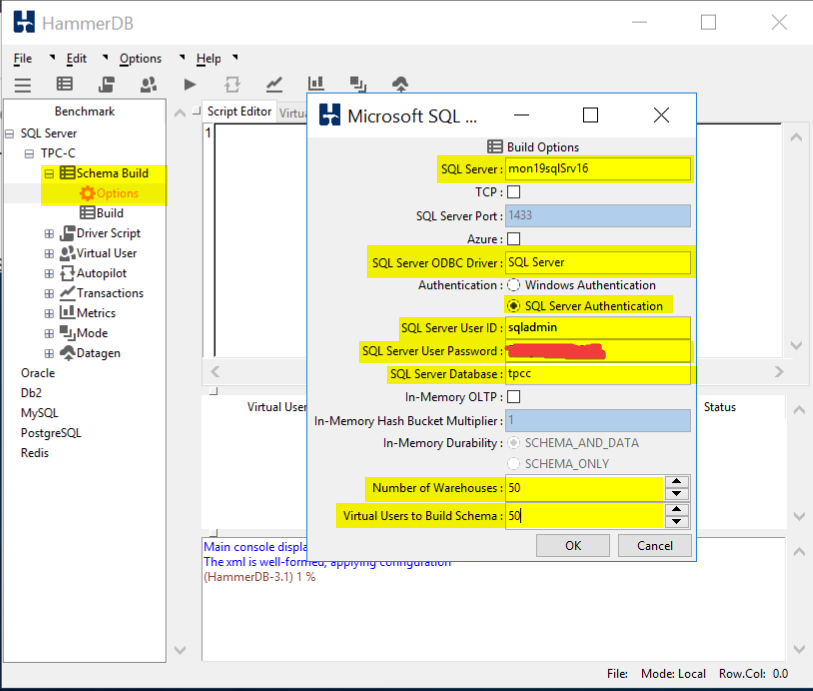 HammerDB
File Edit Options Help
Benchmark
SQL Server
TPC-C
Schema Build
Options
Build
Driver Script
Virtual User
Autopilot
Transactions
Metrics
Mode
Datagen
Oracle
Db2
MySQL
PostgreSQL
Redis
Script Editor Virtua
1
Microsoft SQL ...
Build Options
SQL Server : mon19sqlSrv16
TCP :
SQL Server Port : 1433
Azure :
SQL Server ODBC Driver : SQL Server
Authentication : Windows Authentication
SQL Server Authentication
SQL Server User ID : sqladmin
SQL Server User Password :
SQL Server Database : tpcc
In-Memory OLTP :
In-Memory Hash Bucket Multiplier : 1
In-Memory Durability : SCHEMA_AND_DATA
SCHEMA_ONLY
Number of Warehouses : 50
Virtual Users to Build Schema : 50
OK Cancel
Virtual User Status
Main console displa
The xml is well-formed, applying configuration
(HammerDB-3.1) 1 %
File: Mode: Local Row.Col: 0.0